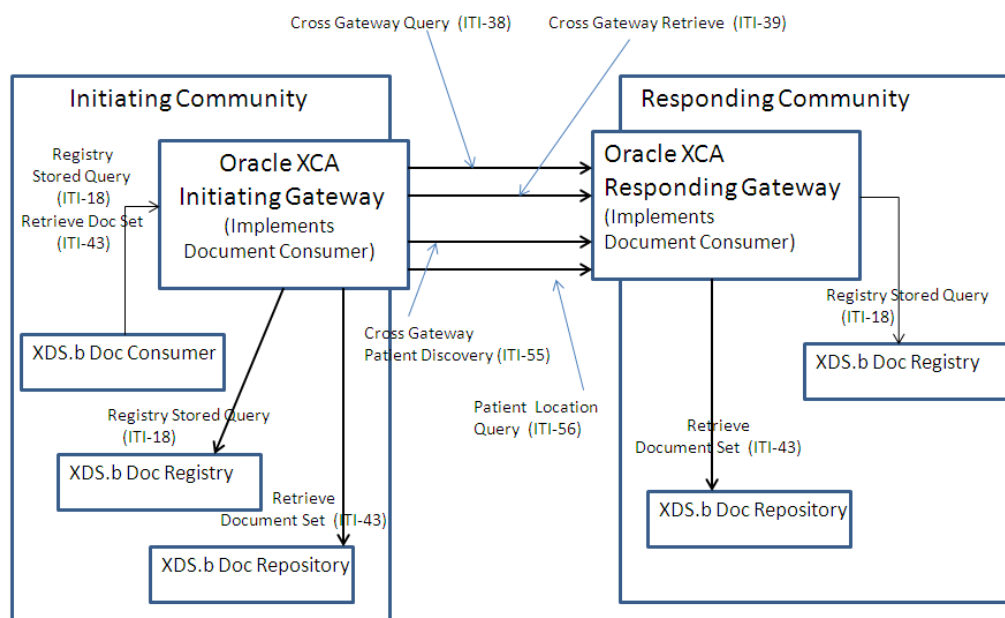 Cross Gateway Query (ITI-38)
Cross Gateway Retrieve (ITI-39)
Initiating Community
Responding Community
Registry
Stored Query
(ITI-18)
Retrieve Doc Set
(ITI-43)
Oracle XCA
Initiating Gateway
(Implements
Document Consumer)
Oracle XCA
Responding Gateway
(Implements
Document Consumer)
Registry Stored Query
(ITI-18)
XDS.b Doc Consumer
Cross Gateway
Patient Discovery (ITI-55)
XDS.b Doc Registry
Patient Location
Query (ITI-56)
Registry Stored Query
(ITI-18)
XDS.b Doc Registry
Retrieve
Document Set (ITI-43)
Retrieve
Document Set (ITI-43)
XDS.b Doc Repository
XDS.b Doc Repository